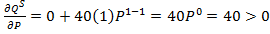 ∂Q^S/∂P = 0 + 40(1)P^{1−1} = 40P^0 = 40 > 0